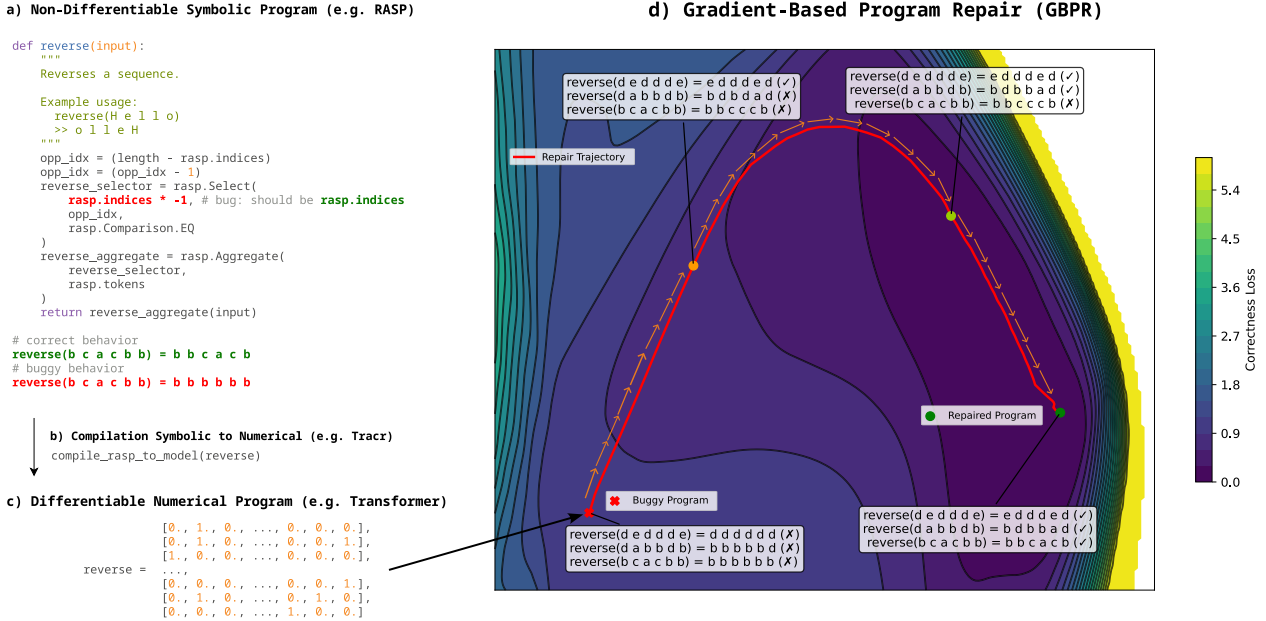 a) Non-Differentiable Symbolic Program (e.g. RASP)
def reverse(input):
"""
Reverses a sequence.
Example usage:
reverse(H e l l o)
>> o l l e H
"""
opp_idx = (length - rasp.indices)
opp_idx = (opp_idx - 1)
reverse_selector = rasp.Select(
rasp.indices * -1, # bug: should be rasp.indices
opp_idx,
rasp.Comparison.EQ
)
reverse_aggregate = rasp.Aggregate(
reverse_selector,
rasp.tokens
)
return reverse_aggregate(input)
# correct behavior
reverse(b c a c b b) = b b c a c b
# buggy behavior
reverse(b c a c b b) = b b b b b b
b) Compilation Symbolic to Numerical (e.g. Tracr)
compile_rasp_to_model(reverse)
c) Differentiable Numerical Program (e.g. Transformer)
[0., 1., 0., ..., 0., 0., 0.],
[0., 1., 0., ..., 0., 0., 1.],
[1., 0., 0., ..., 0., 0., 0.],
reverse = ...,
[0., 0., 0., ..., 0., 0., 1.],
[0., 1., 0., ..., 0., 1., 0.],
[0., 0., 0., ..., 1., 0., 0.]
d) Gradient-Based Program Repair (GBPR)
reverse(d e d d d e) = e d d d e d (✓)
reverse(d a b b d b) = b d b d a d (✗)
reverse(b c a c b b) = b b c c c b (✗)
reverse(d e d d d e) = e d d d e d (✓)
reverse(d a b b d b) = b d b b a d (✓)
reverse(b c a c b b) = b b c c c b (✗)
Repair Trajectory
Repaired Program
Buggy Program
reverse(d e d d d e) = d d d d d d (✗)
reverse(d a b b d b) = b b b b b b (✗)
reverse(b c a c b b) = b b b b b b (✗)
reverse(d e d d d e) = e d d d e d (✓)
reverse(d a b b d b) = b d b b a d (✓)
reverse(b c a c b b) = b b c a c b (✓)
5.4
4.5
3.6
2.7
1.8
0.9
0.0
Correctness Loss